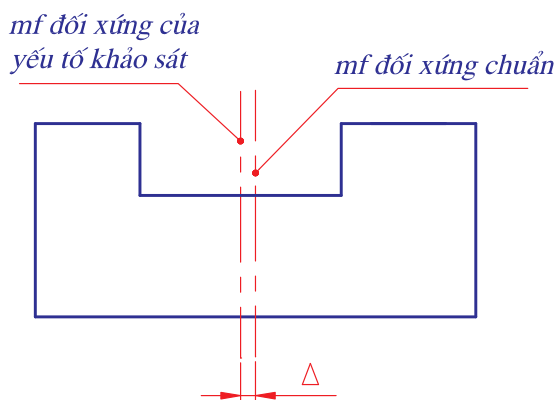 mf đối xứng của
yếu tố khảo sát
mf đối xứng chuẩn
Δ